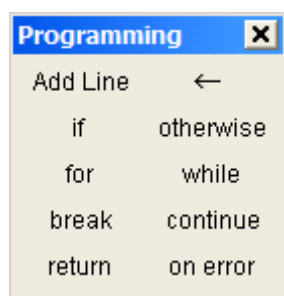 Programming
Add Line ←
if otherwise
for while
break continue
return on error